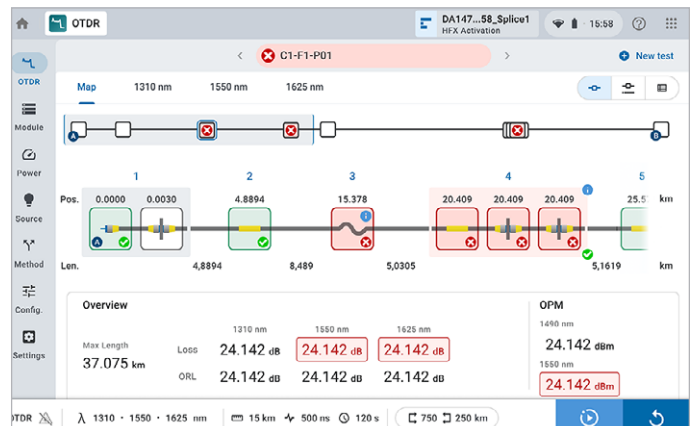 OTDR
DA147...58_Splice1
HFX Activation
15:58
C1-F1-P01
New test
OTDR
Map 1310 nm 1550 nm 1625 nm
Module
A B
Power
1 2 3 4 5
Pos. 0.0000 0.0030 4.8894 15.378 20.409 20.409 20.409 25.5 km
Source
A
Method
Len. 4,8894 8,489 5,0305 5,1619 km
Config.
Overview OPM
1310 nm 1550 nm 1625 nm 1490 nm
Settings
Max Length Loss 24.142 dB 24.142 dB 24.142 dB 24.142 dBm
37.075 km 1550 nm
ORL 24.142 dB 24.142 dB 24.142 dB 24.142 dBm
TDR λ 1310 · 1550 · 1625 nm 15 km 500 ns 120 s 750 250 km